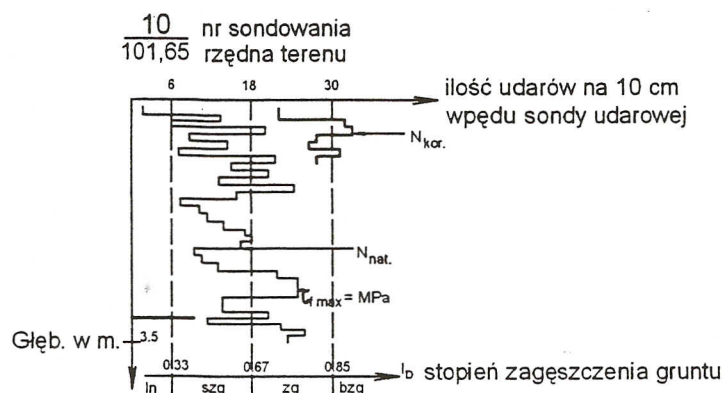 10 nr sondowania
101,65 rzędna terenu
6 18 30
ilość udarów na 10 cm
wpędu sondy udarowej
Nkor.
Nnat.
τf max = MPa
Głęb. w m. 3.5
0.33 0.67 0.85 ID stopień zagęszczenia gruntu
ln szg zg bzg